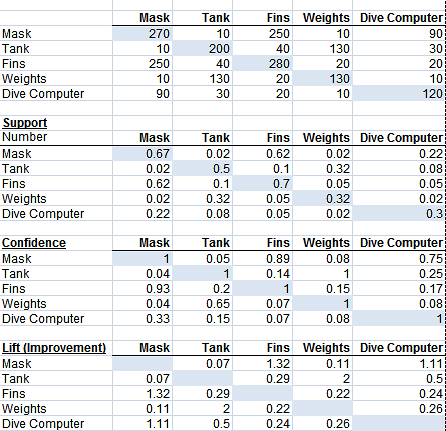 Mask Tank Fins Weights Dive Computer
Mask 270 10 250 10 90
Tank 10 200 40 130 30
Fins 250 40 280 20 20
Weights 10 130 20 130 10
Dive Computer 90 30 20 10 120
Support
Number Mask Tank Fins Weights Dive Computer
Mask 0.67 0.02 0.62 0.02 0.22
Tank 0.02 0.5 0.1 0.32 0.08
Fins 0.62 0.1 0.7 0.05 0.05
Weights 0.02 0.32 0.05 0.32 0.02
Dive Computer 0.22 0.08 0.05 0.02 0.3
Confidence Mask Tank Fins Weights Dive Computer
Mask 1 0.05 0.89 0.08 0.75
Tank 0.04 1 0.14 1 0.25
Fins 0.93 0.2 1 0.15 0.17
Weights 0.04 0.65 0.07 1 0.08
Dive Computer 0.33 0.15 0.07 0.08 1
Lift (Improvement) Mask Tank Fins Weights Dive Computer
Mask 0.07 1.32 0.11 1.11
Tank 0.07 0.29 2 0.5
Fins 1.32 0.29 0.22 0.24
Weights 0.11 2 0.22 0.26
Dive Computer 1.11 0.5 0.24 0.26